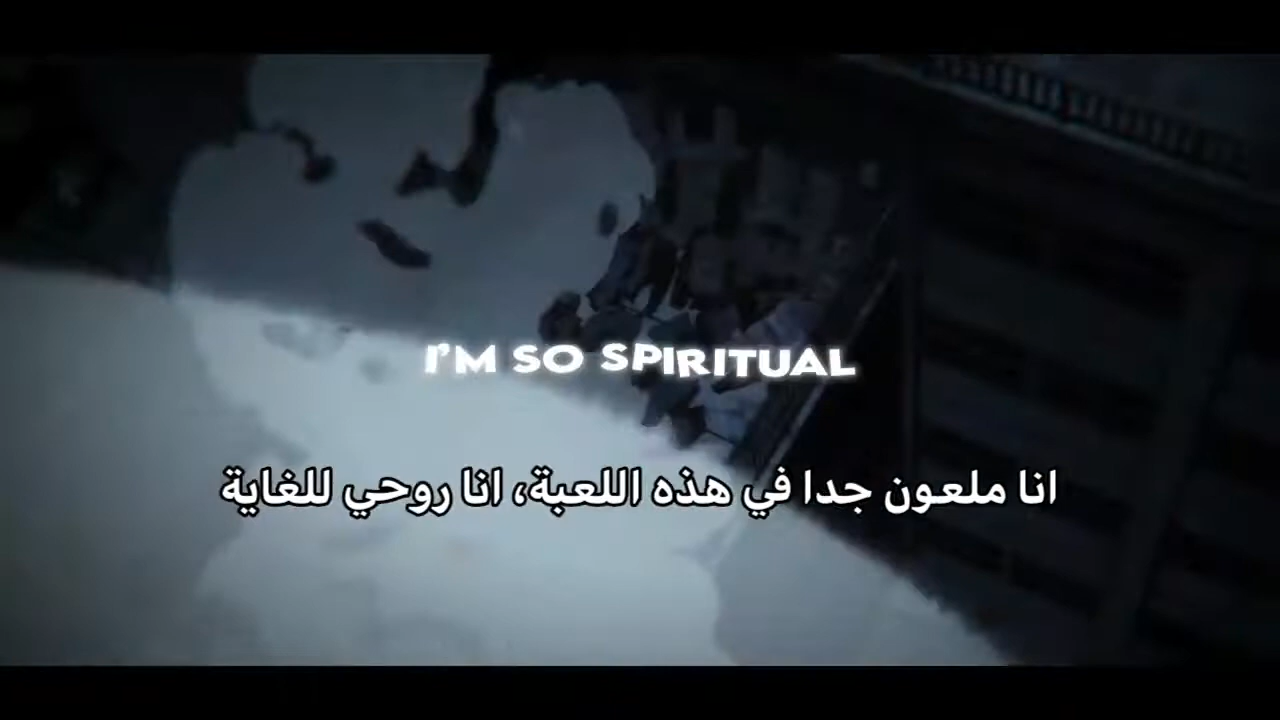 I'M SO SPIRITUAL
انا ملعون جدا في هذه اللعبة، انا روحي للغاية